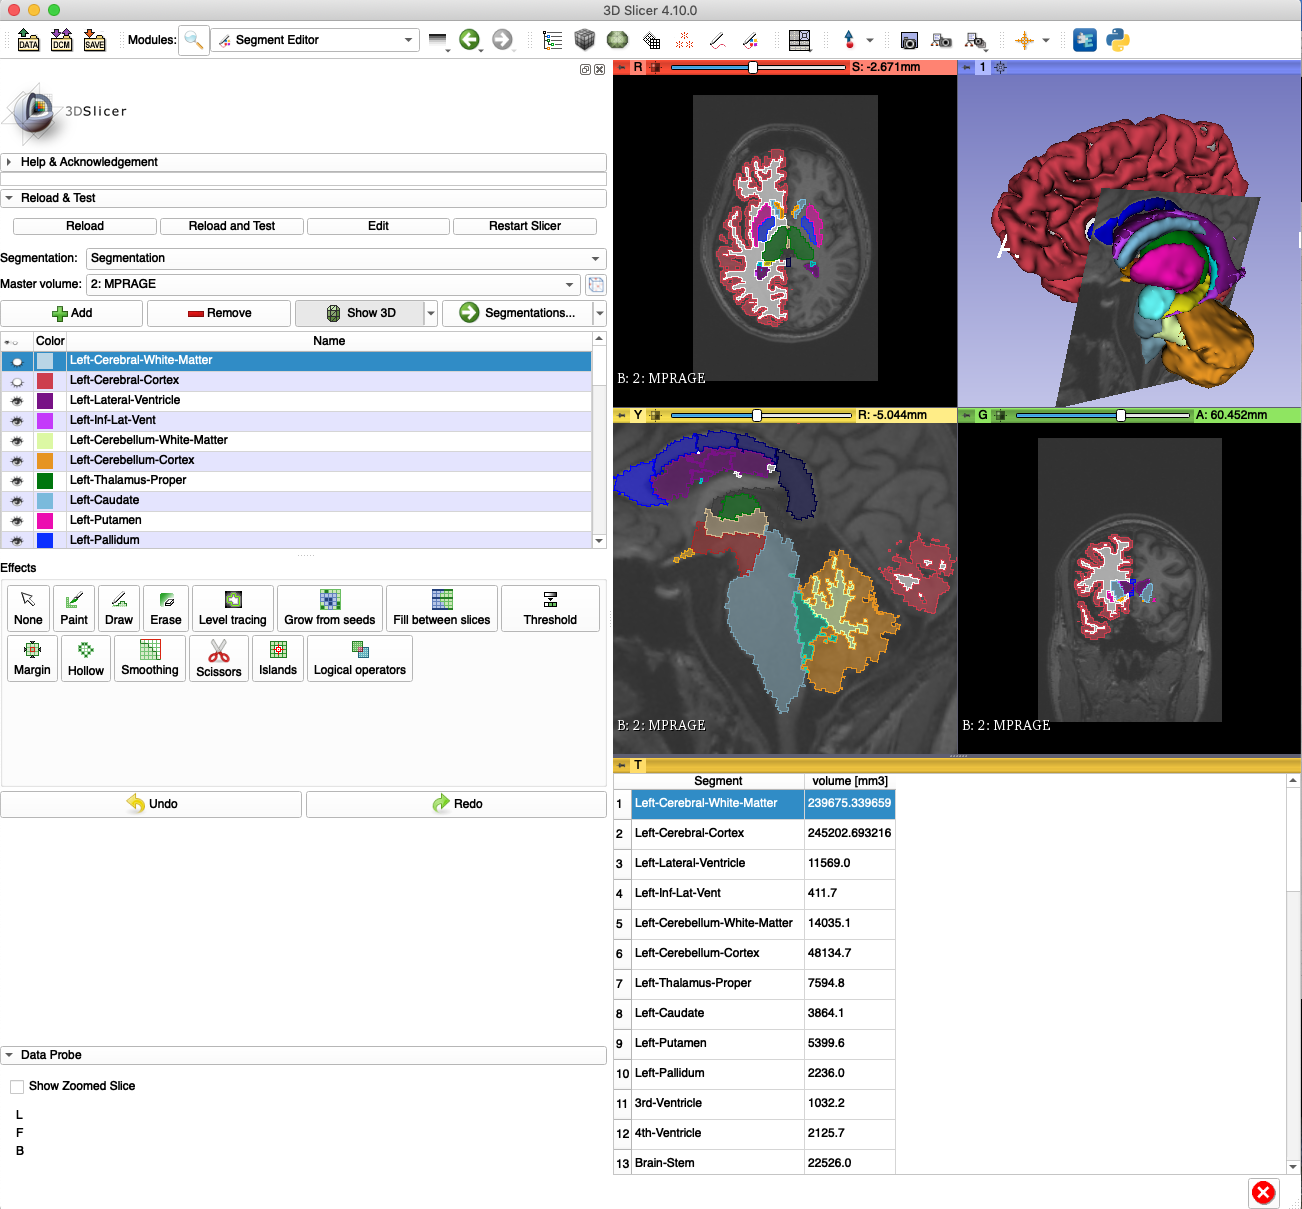 3D Slicer 4.10.0
DATA
DCM
SAVE
Modules:
Segment Editor
3DSlicer
Help & Acknowledgement
Reload & Test
Reload
Reload and Test
Edit
Restart Slicer
Segmentation:
Segmentation
Master volume:
2: MPRAGE
Add
Remove
Show 3D
Segmentations...
Color
Name
Left-Cerebral-White-Matter
Left-Cerebral-Cortex
Left-Lateral-Ventricle
Left-Inf-Lat-Vent
Left-Cerebellum-White-Matter
Left-Cerebellum-Cortex
Left-Thalamus-Proper
Left-Caudate
Left-Putamen
Left-Pallidum
Effects
None
Paint
Draw
Erase
Level tracing
Grow from seeds
Fill between slices
Threshold
Margin
Hollow
Smoothing
Scissors
Islands
Logical operators
Undo
Redo
Data Probe
Show Zoomed Slice
L
F
B
R
S: -2.671mm
B: 2: MPRAGE
1
A
Y
R: -5.044mm
B: 2: MPRAGE
G
A: 60.452mm
B: 2: MPRAGE
T
Segment volume [mm3]
1 Left-Cerebral-White-Matter 239675.339659
2 Left-Cerebral-Cortex 245202.693216
3 Left-Lateral-Ventricle 11569.0
4 Left-Inf-Lat-Vent 411.7
5 Left-Cerebellum-White-Matter 14035.1
6 Left-Cerebellum-Cortex 48134.7
7 Left-Thalamus-Proper 7594.8
8 Left-Caudate 3864.1
9 Left-Putamen 5399.6
10 Left-Pallidum 2236.0
11 3rd-Ventricle 1032.2
12 4th-Ventricle 2125.7
13 Brain-Stem 22526.0